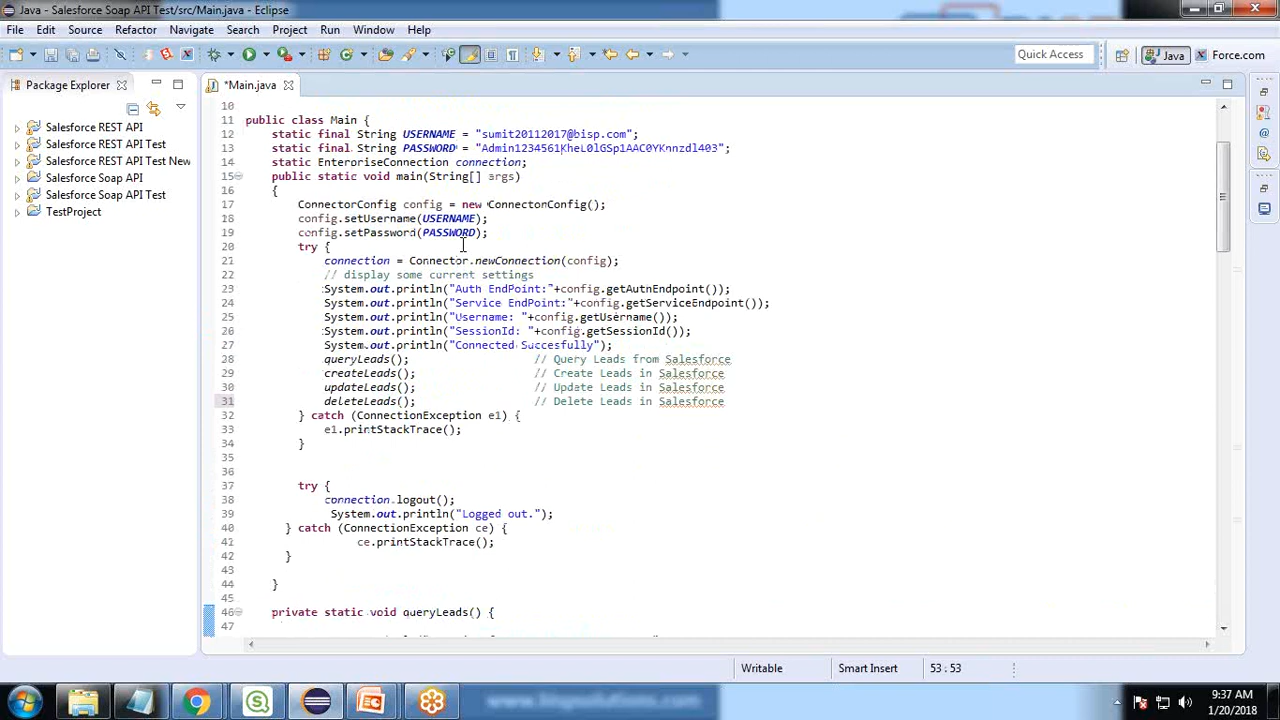 Java - Salesforce Soap API Test/src/Main.java - Eclipse
File Edit Source Refactor Navigate Search Project Run Window Help
Quick Access
Java
Force.com
Package Explorer
*Main.java
Salesforce REST API
Salesforce REST API Test
Salesforce REST API Test New
Salesforce Soap API
Salesforce Soap API Test
TestProject
10
11 public class Main {
12 static final String USERNAME = "sumit20112017@bisp.com";
13 static final String PASSWORD = "Admin1234561KheL0lGSp1AAC0YKnnzdl403";
14 static EnterpriseConnection connection;
15 public static void main(String[] args)
16 {
17 ConnectorConfig config = new ConnectorConfig();
18 config.setUsername(USERNAME);
19 config.setPassword(PASSWORD);
20 try {
21 connection = Connector.newConnection(config);
22 // display some current settings
23 System.out.println("Auth EndPoint:"+config.getAuthEndpoint());
24 System.out.println("Service EndPoint:"+config.getServiceEndpoint());
25 System.out.println("Username: "+config.getUsername());
26 System.out.println("SessionId: "+config.getSessionId());
27 System.out.println("Connected Succesfully");
28 queryLeads(); // Query Leads from Salesforce
29 createLeads(); // Create Leads in Salesforce
30 updateLeads(); // Update Leads in Salesforce
31 deleteLeads(); // Delete Leads in Salesforce
32 } catch (ConnectionException e1) {
33 e1.printStackTrace();
34 }
35
36
37 try {
38 connection.logout();
39 System.out.println("Logged out.");
40 } catch (ConnectionException ce) {
41 ce.printStackTrace();
42 }
43
44 }
45
46 private static void queryLeads() {
47
Writable
Smart Insert
53 : 53
www.bispsolutions.com
9:37 AM
1/20/2018